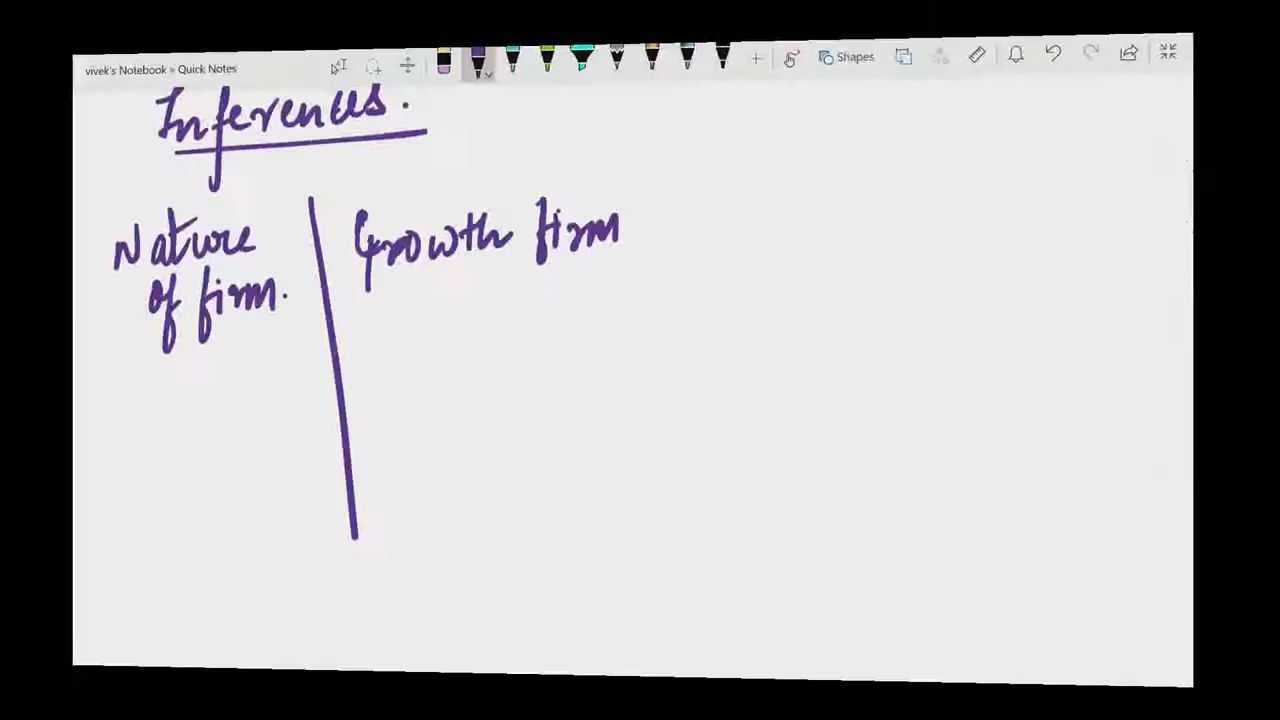 vivek's Notebook » Quick Notes
Shapes
Inferences.
Nature
of firm.
Growth firm